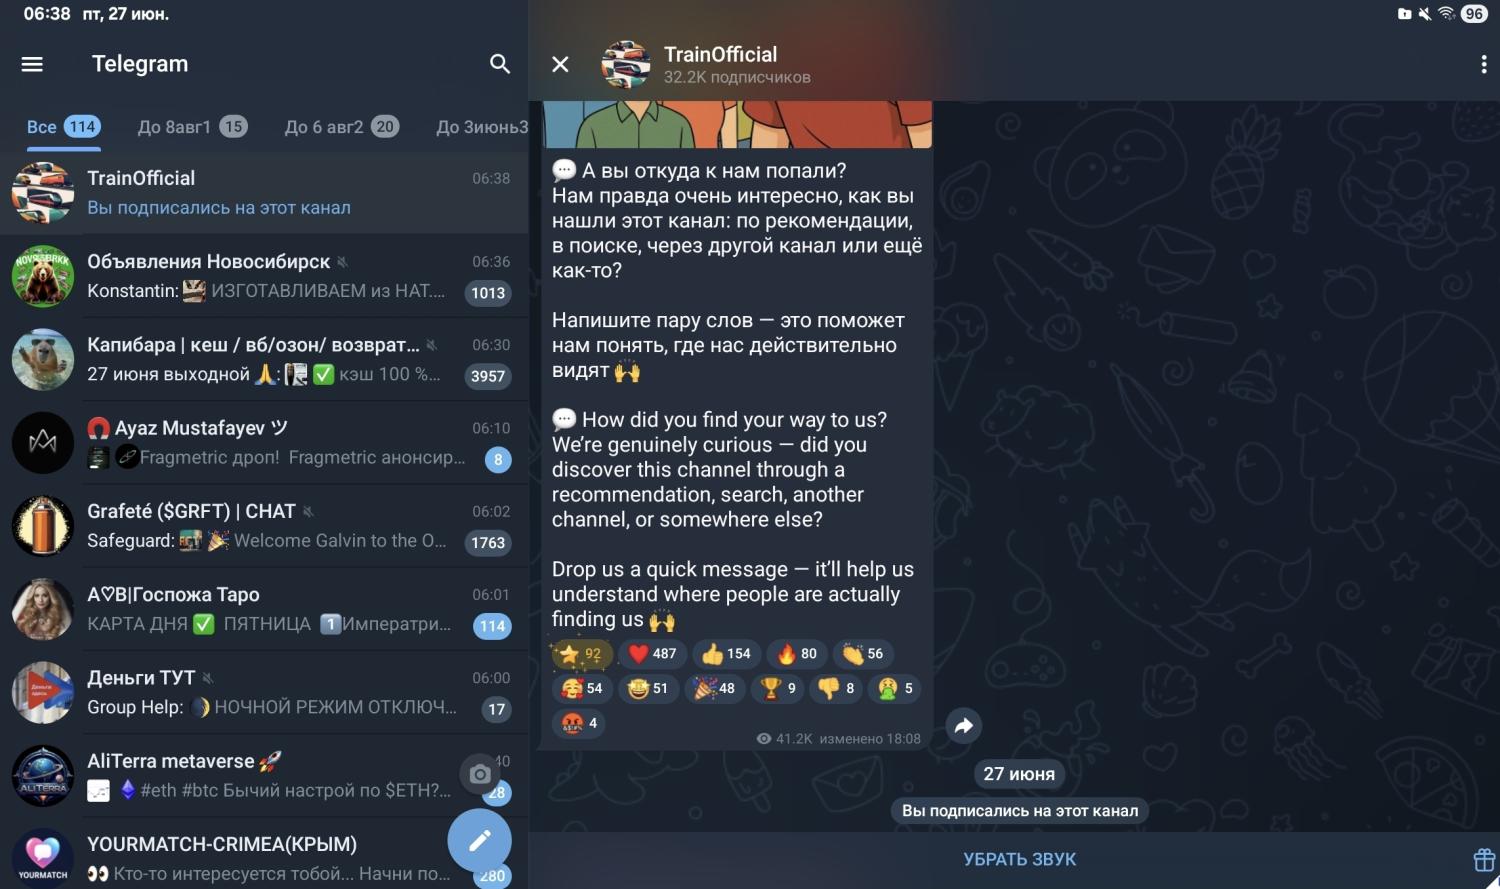 06:38 пт, 27 июн.
96
Telegram
Все 114
До 8авг1 15
До 6 авг2 20
До 3июнь3
TrainOfficial 06:38
Вы подписались на этот канал
NOVOSIBIRKK
Объявления Новосибирск 06:36
Konstantin: ИЗГОТАВЛИВАЕМ из НАТ.... 1013
Капибара | кеш / вб/озон/ возврат... 06:30
27 июня выходной 🙏: ✅ кэш 100 %... 3957
🧲 Ayaz Mustafayev ツ 06:10
🔗Fragmetric дроп! Fragmetric анонсир... 8
Grafeté ($GRFT) | CHAT 06:02
Safeguard: 🎉 Welcome Galvin to the O... 1763
А♡В|Госпожа Таро 06:01
КАРТА ДНЯ ✅ ПЯТНИЦА 1️⃣Императри... 114
Деньги здесь
Деньги ТУТ 06:00
Group Help: 🌒НОЧНОЙ РЕЖИМ ОТКЛЮЧ... 17
ALITERRA
AliTerra metaverse 🚀 40
#eth #btc Бычий настрой по $ETH?... 28
YOURMATCH
YOURMATCH-CRIMEA(КРЫМ)
👀 Кто-то интересуется тобой... Начни по... 280
TrainOfficial
32.2K подписчиков
💬 А вы откуда к нам попали?
Нам правда очень интересно, как вы
нашли этот канал: по рекомендации,
в поиске, через другой канал или ещё
как-то?
Напишите пару слов — это поможет
нам понять, где нас действительно
видят 🙌
💬 How did you find your way to us?
We're genuinely curious — did you
discover this channel through a
recommendation, search, another
channel, or somewhere else?
Drop us a quick message — it'll help us
understand where people are actually
finding us 🙌
⭐ 92 ❤️ 487 👍 154 🔥 80 👏 56
🥰 54 🤩 51 🎉 48 🏆 9 👎 8 🤮 5
🤬 4
41.2K изменено 18:08
27 июня
Вы подписались на этот канал
УБРАТЬ ЗВУК